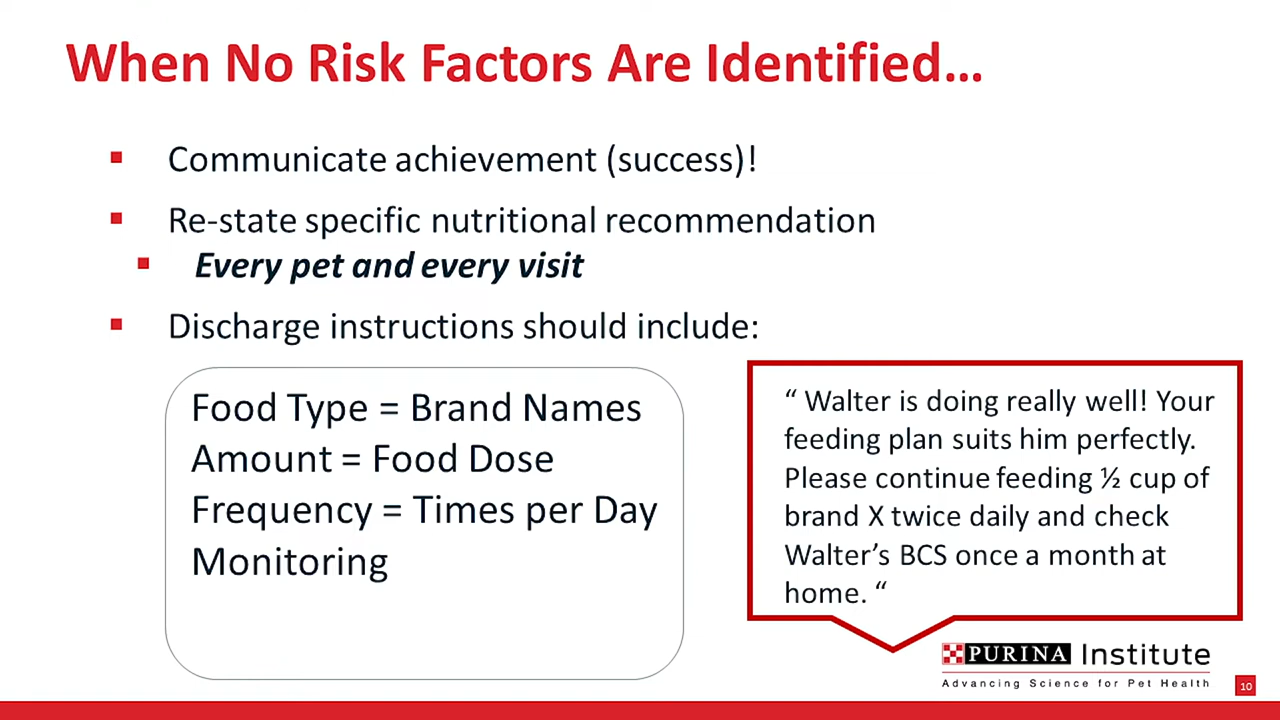 When No Risk Factors Are Identified...
Communicate achievement (success)!
Re-state specific nutritional recommendation
Every pet and every visit
Discharge instructions should include:
Food Type = Brand Names
Amount = Food Dose
Frequency = Times per Day
Monitoring
“ Walter is doing really well! Your
feeding plan suits him perfectly.
Please continue feeding ½ cup of
brand X twice daily and check
Walter’s BCS once a month at
home. “
PURINA Institute
Advancing Science for Pet Health
10